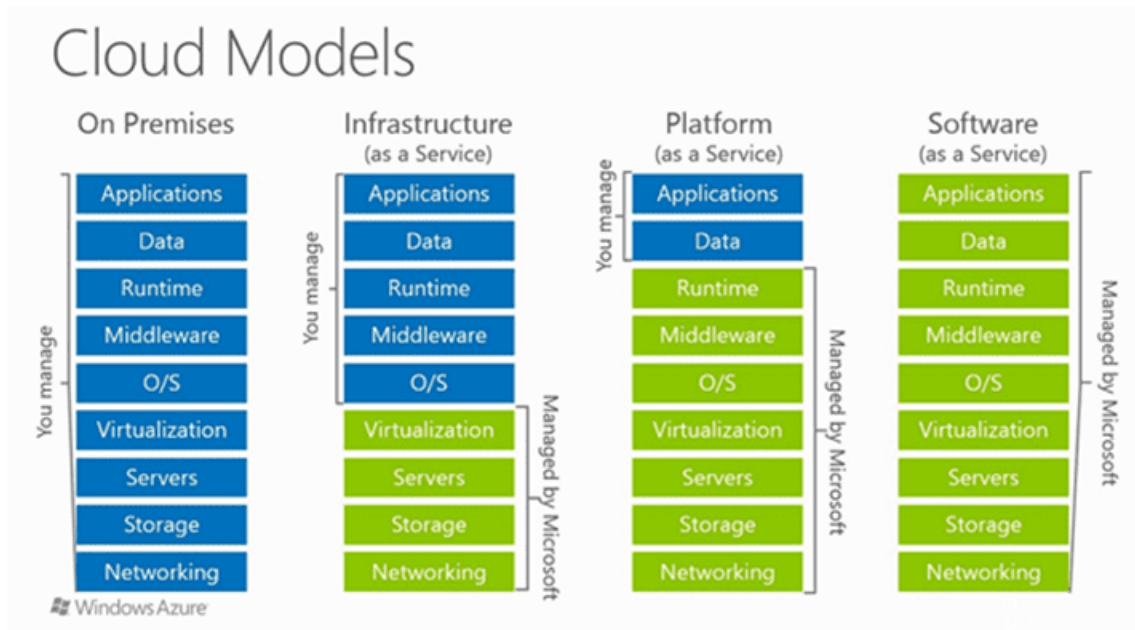 Cloud Models
On Premises
You manage
Applications
Data
Runtime
Middleware
O/S
Virtualization
Servers
Storage
Networking
Infrastructure
(as a Service)
You manage
Applications
Data
Runtime
Middleware
O/S
Virtualization
Servers
Storage
Networking
Managed by Microsoft
Platform
(as a Service)
You manage
Applications
Data
Runtime
Middleware
O/S
Virtualization
Servers
Storage
Networking
Managed by Microsoft
Software
(as a Service)
Applications
Data
Runtime
Middleware
O/S
Virtualization
Servers
Storage
Networking
Managed by Microsoft
Windows Azure